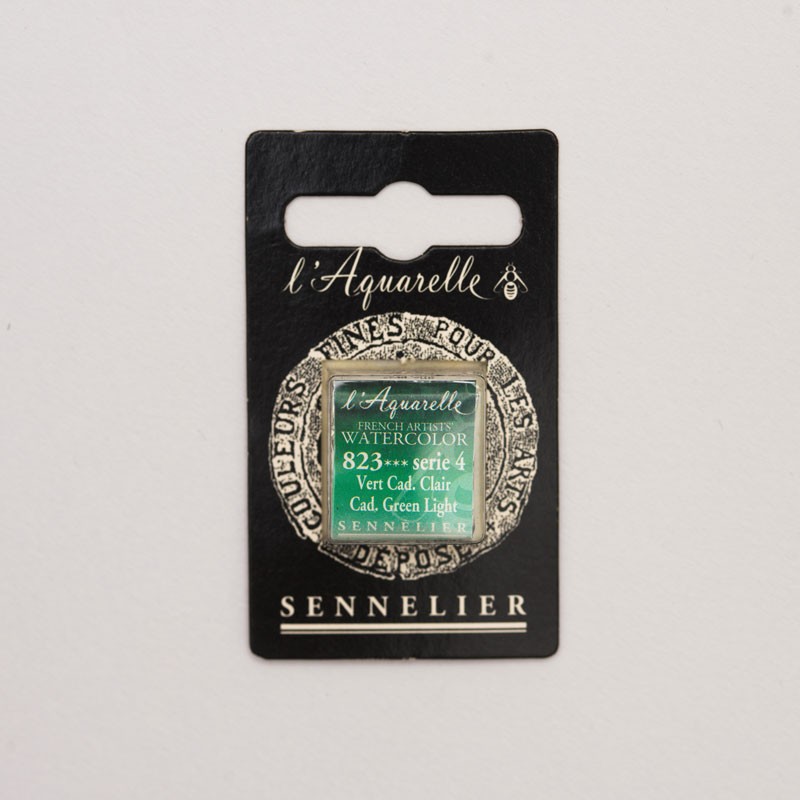 l'Aquarelle
COULEURS FINES POUR LES ARTS
l'Aquarelle
FRENCH ARTISTS'
WATERCOLOR
823*** serie 4
Vert Cad. Clair
Cad. Green Light
SENNELIER
DÉPOSÉ
SENNELIER